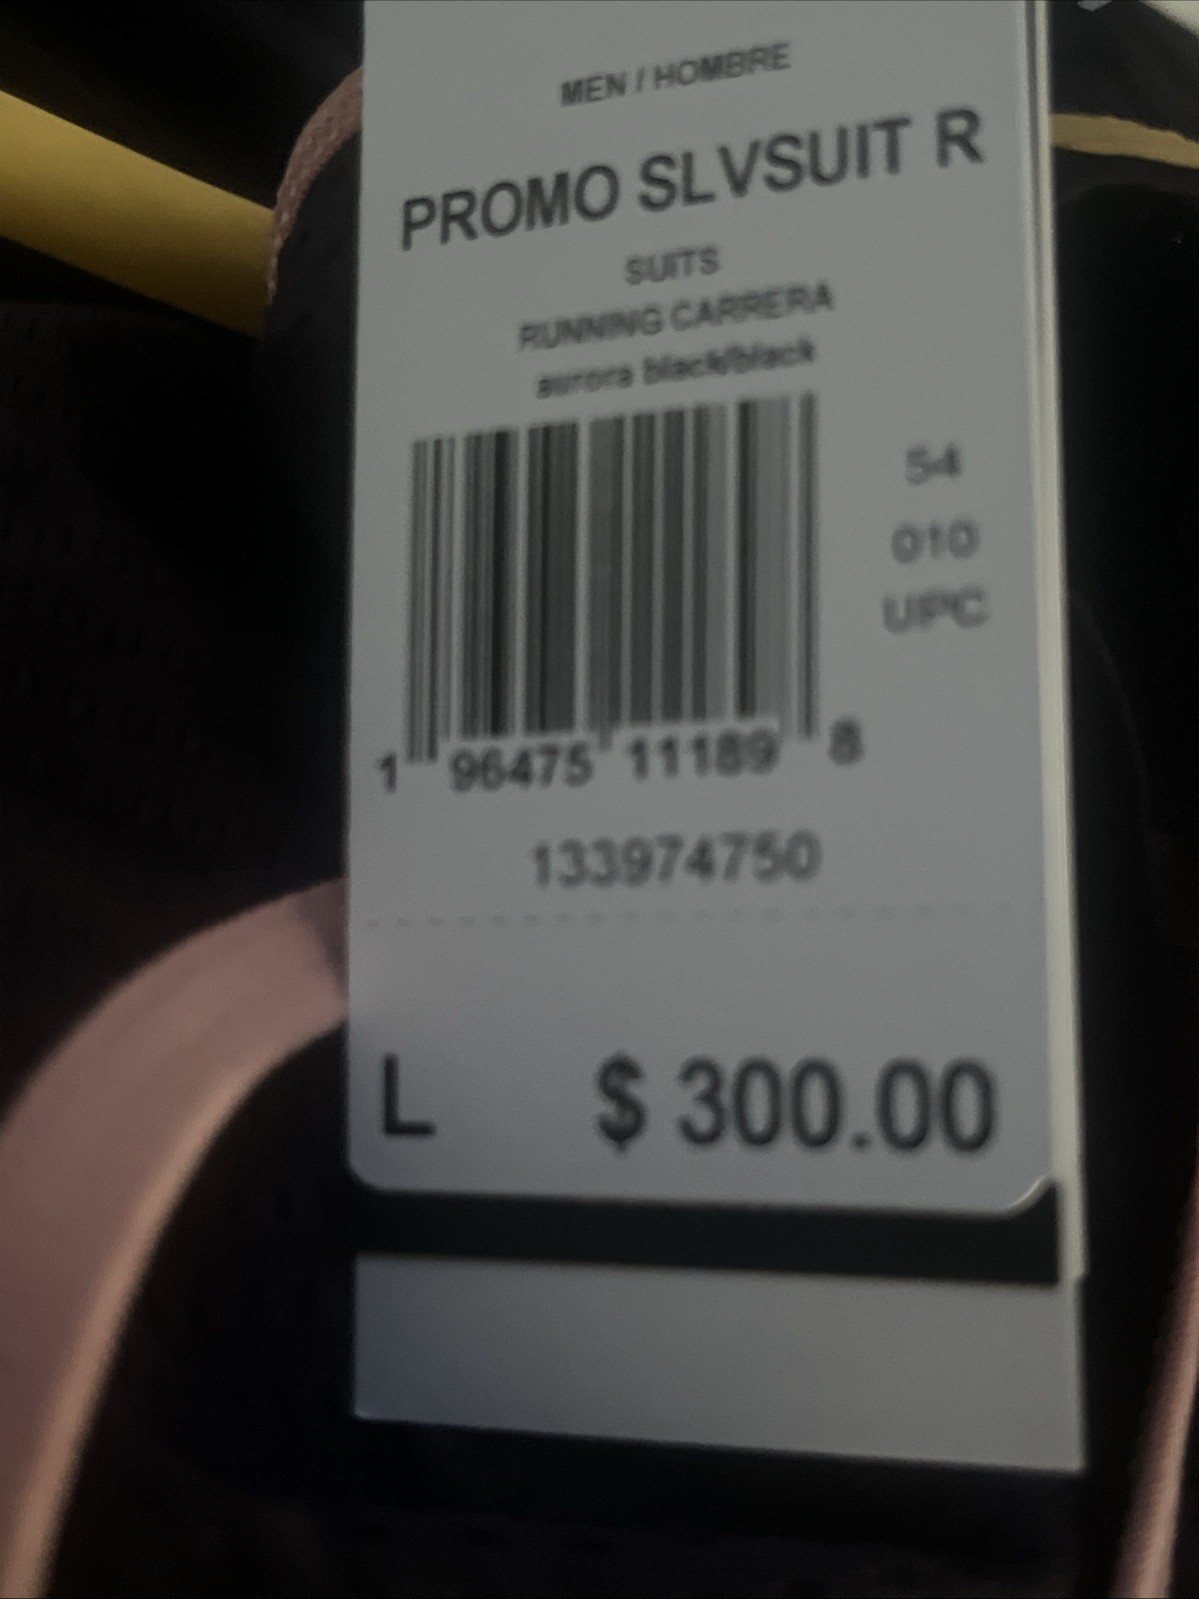 MEN / HOMBRE
PROMO SLVSUIT R
SUITS
RUNNING CARRERA
aurora black/black
54
010
UPC
1 96475 11189 8
133974750
L $ 300.00